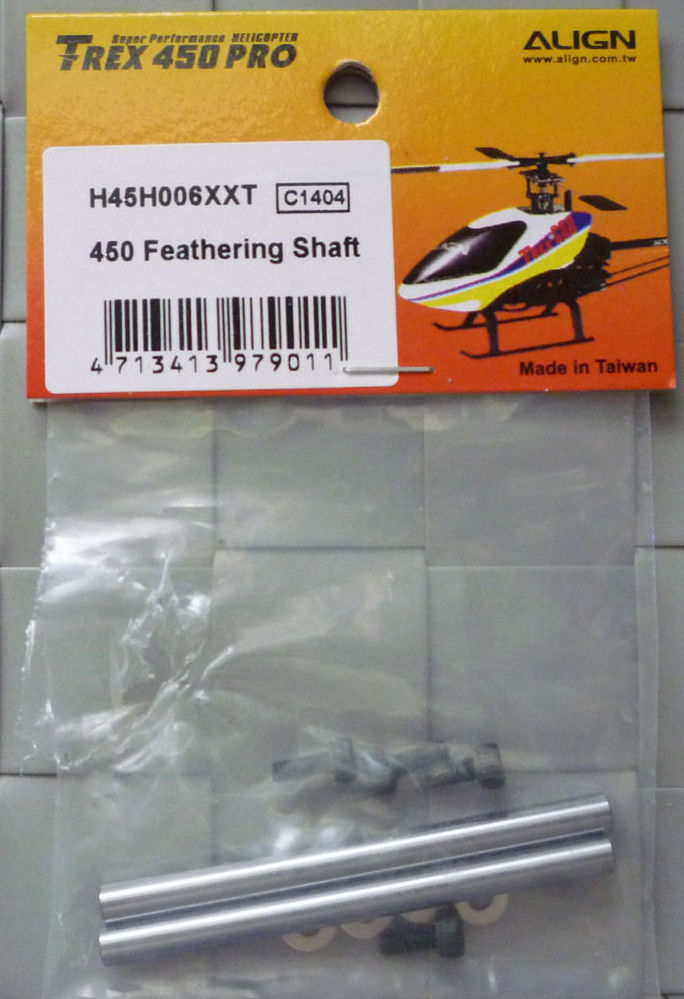 Super Performance HELICOPTER
T-REX 450 PRO
ALIGN
www.align.com.tw
H45H006XXT C1404
450 Feathering Shaft
4 713413 979011
Made in Taiwan